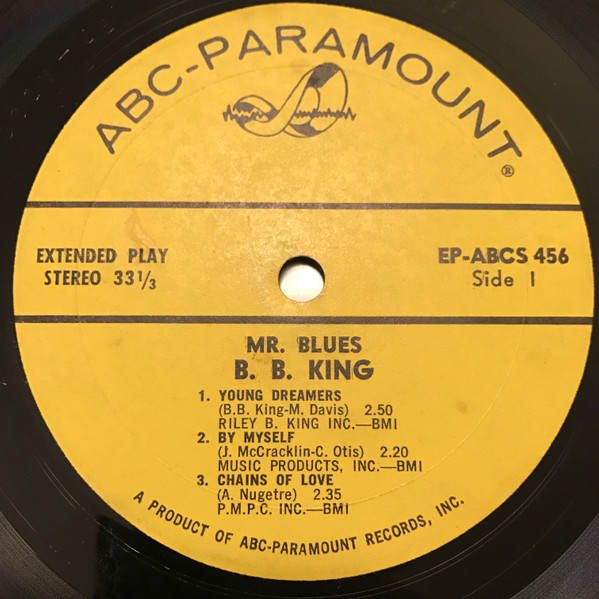 ABC-PARAMOUNT
®
EXTENDED PLAY
STEREO 33 1/3
EP-ABCS 456
Side 1
MR. BLUES
B. B. KING
1. YOUNG DREAMERS
(B.B. King-M. Davis) 2.50
RILEY B. KING INC.—BMI
2. BY MYSELF
(J. McCracklin-C. Otis) 2.20
MUSIC PRODUCTS, INC.—BMI
3. CHAINS OF LOVE
(A. Nugetre) 2.35
P.M.P.C. INC.—BMI
A PRODUCT OF ABC-PARAMOUNT RECORDS, INC.